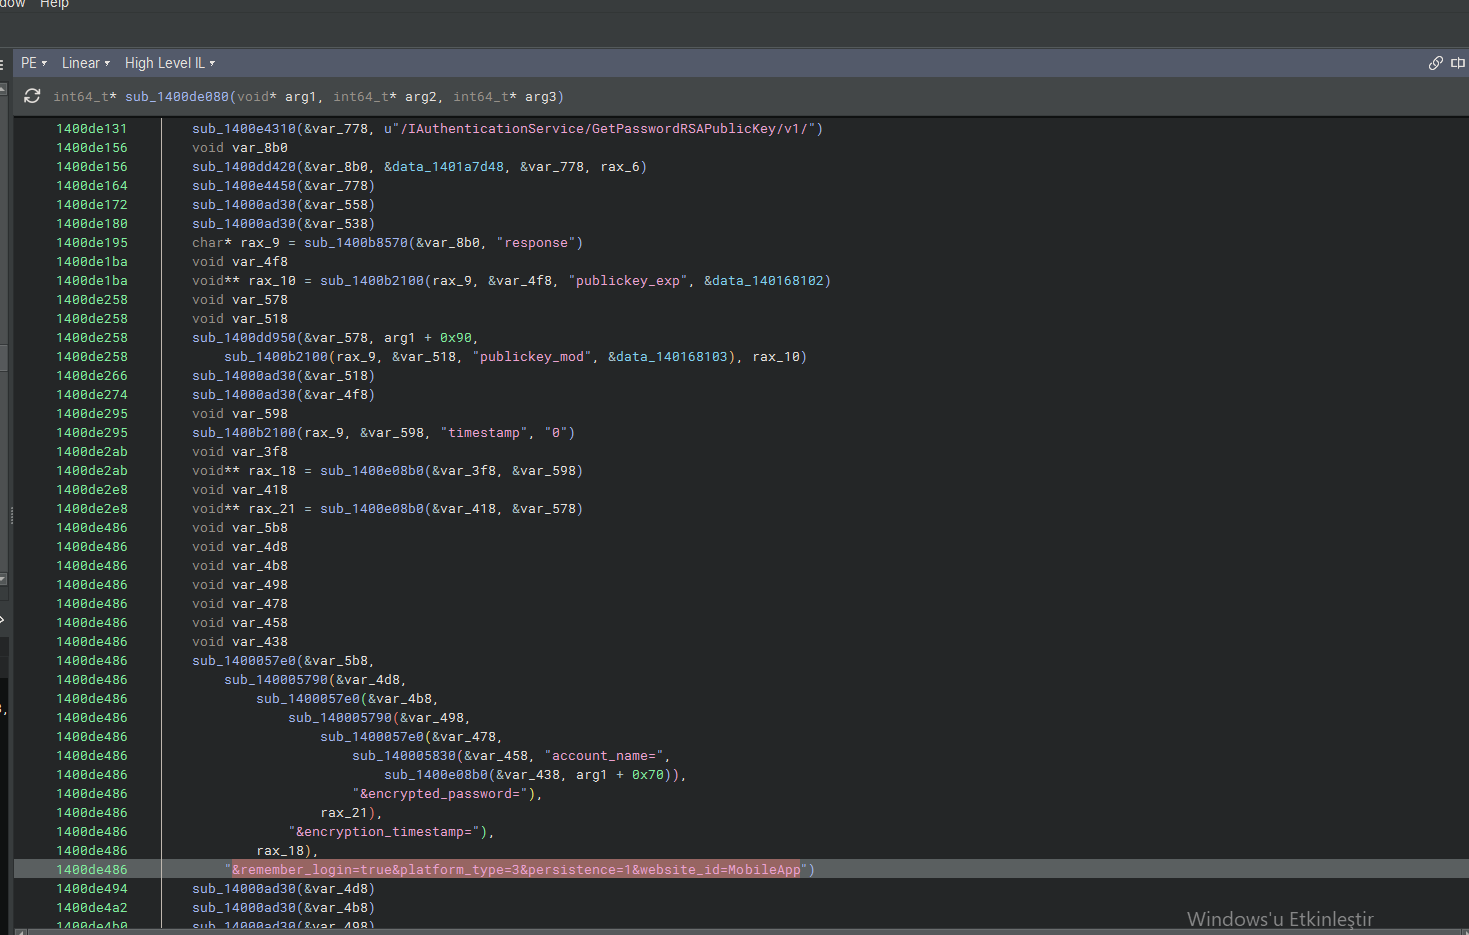 dow Help
PE Linear High Level IL
int64_t* sub_1400de080(void* arg1, int64_t* arg2, int64_t* arg3)
1400de131 sub_1400e4310(&var_778, u"/IAuthenticationService/GetPasswordRSAPublicKey/v1/")
1400de156 void var_8b0
1400de156 sub_1400dd420(&var_8b0, &data_1401a7d48, &var_778, rax_6)
1400de164 sub_1400e4450(&var_778)
1400de172 sub_14000ad30(&var_558)
1400de180 sub_14000ad30(&var_538)
1400de195 char* rax_9 = sub_1400b8570(&var_8b0, "response")
1400de1ba void var_4f8
1400de1ba void** rax_10 = sub_1400b2100(rax_9, &var_4f8, "publickey_exp", &data_140168102)
1400de258 void var_578
1400de258 void var_518
1400de258 sub_1400dd950(&var_578, arg1 + 0x90,
1400de258 sub_1400b2100(rax_9, &var_518, "publickey_mod", &data_140168103), rax_10)
1400de266 sub_14000ad30(&var_518)
1400de274 sub_14000ad30(&var_4f8)
1400de295 void var_598
1400de295 sub_1400b2100(rax_9, &var_598, "timestamp", "0")
1400de2ab void var_3f8
1400de2ab void** rax_18 = sub_1400e08b0(&var_3f8, &var_598)
1400de2e8 void var_418
1400de2e8 void** rax_21 = sub_1400e08b0(&var_418, &var_578)
1400de486 void var_5b8
1400de486 void var_4d8
1400de486 void var_4b8
1400de486 void var_498
1400de486 void var_478
1400de486 void var_458
1400de486 void var_438
1400de486 sub_1400057e0(&var_5b8,
1400de486 sub_140005790(&var_4d8,
1400de486 sub_1400057e0(&var_4b8,
1400de486 sub_140005790(&var_498,
1400de486 sub_1400057e0(&var_478,
1400de486 sub_140005830(&var_458, "account_name=",
1400de486 sub_1400e08b0(&var_438, arg1 + 0x70)),
1400de486 "&encrypted_password="),
1400de486 rax_21),
1400de486 "&encryption_timestamp="),
1400de486 rax_18),
1400de486 "&remember_login=true&platform_type=3&persistence=1&website_id=MobileApp")
1400de494 sub_14000ad30(&var_4d8)
1400de4a2 sub_14000ad30(&var_4b8)
1400de4b0 sub_14000ad30(&var_498)
Windows'u Etkinleştir